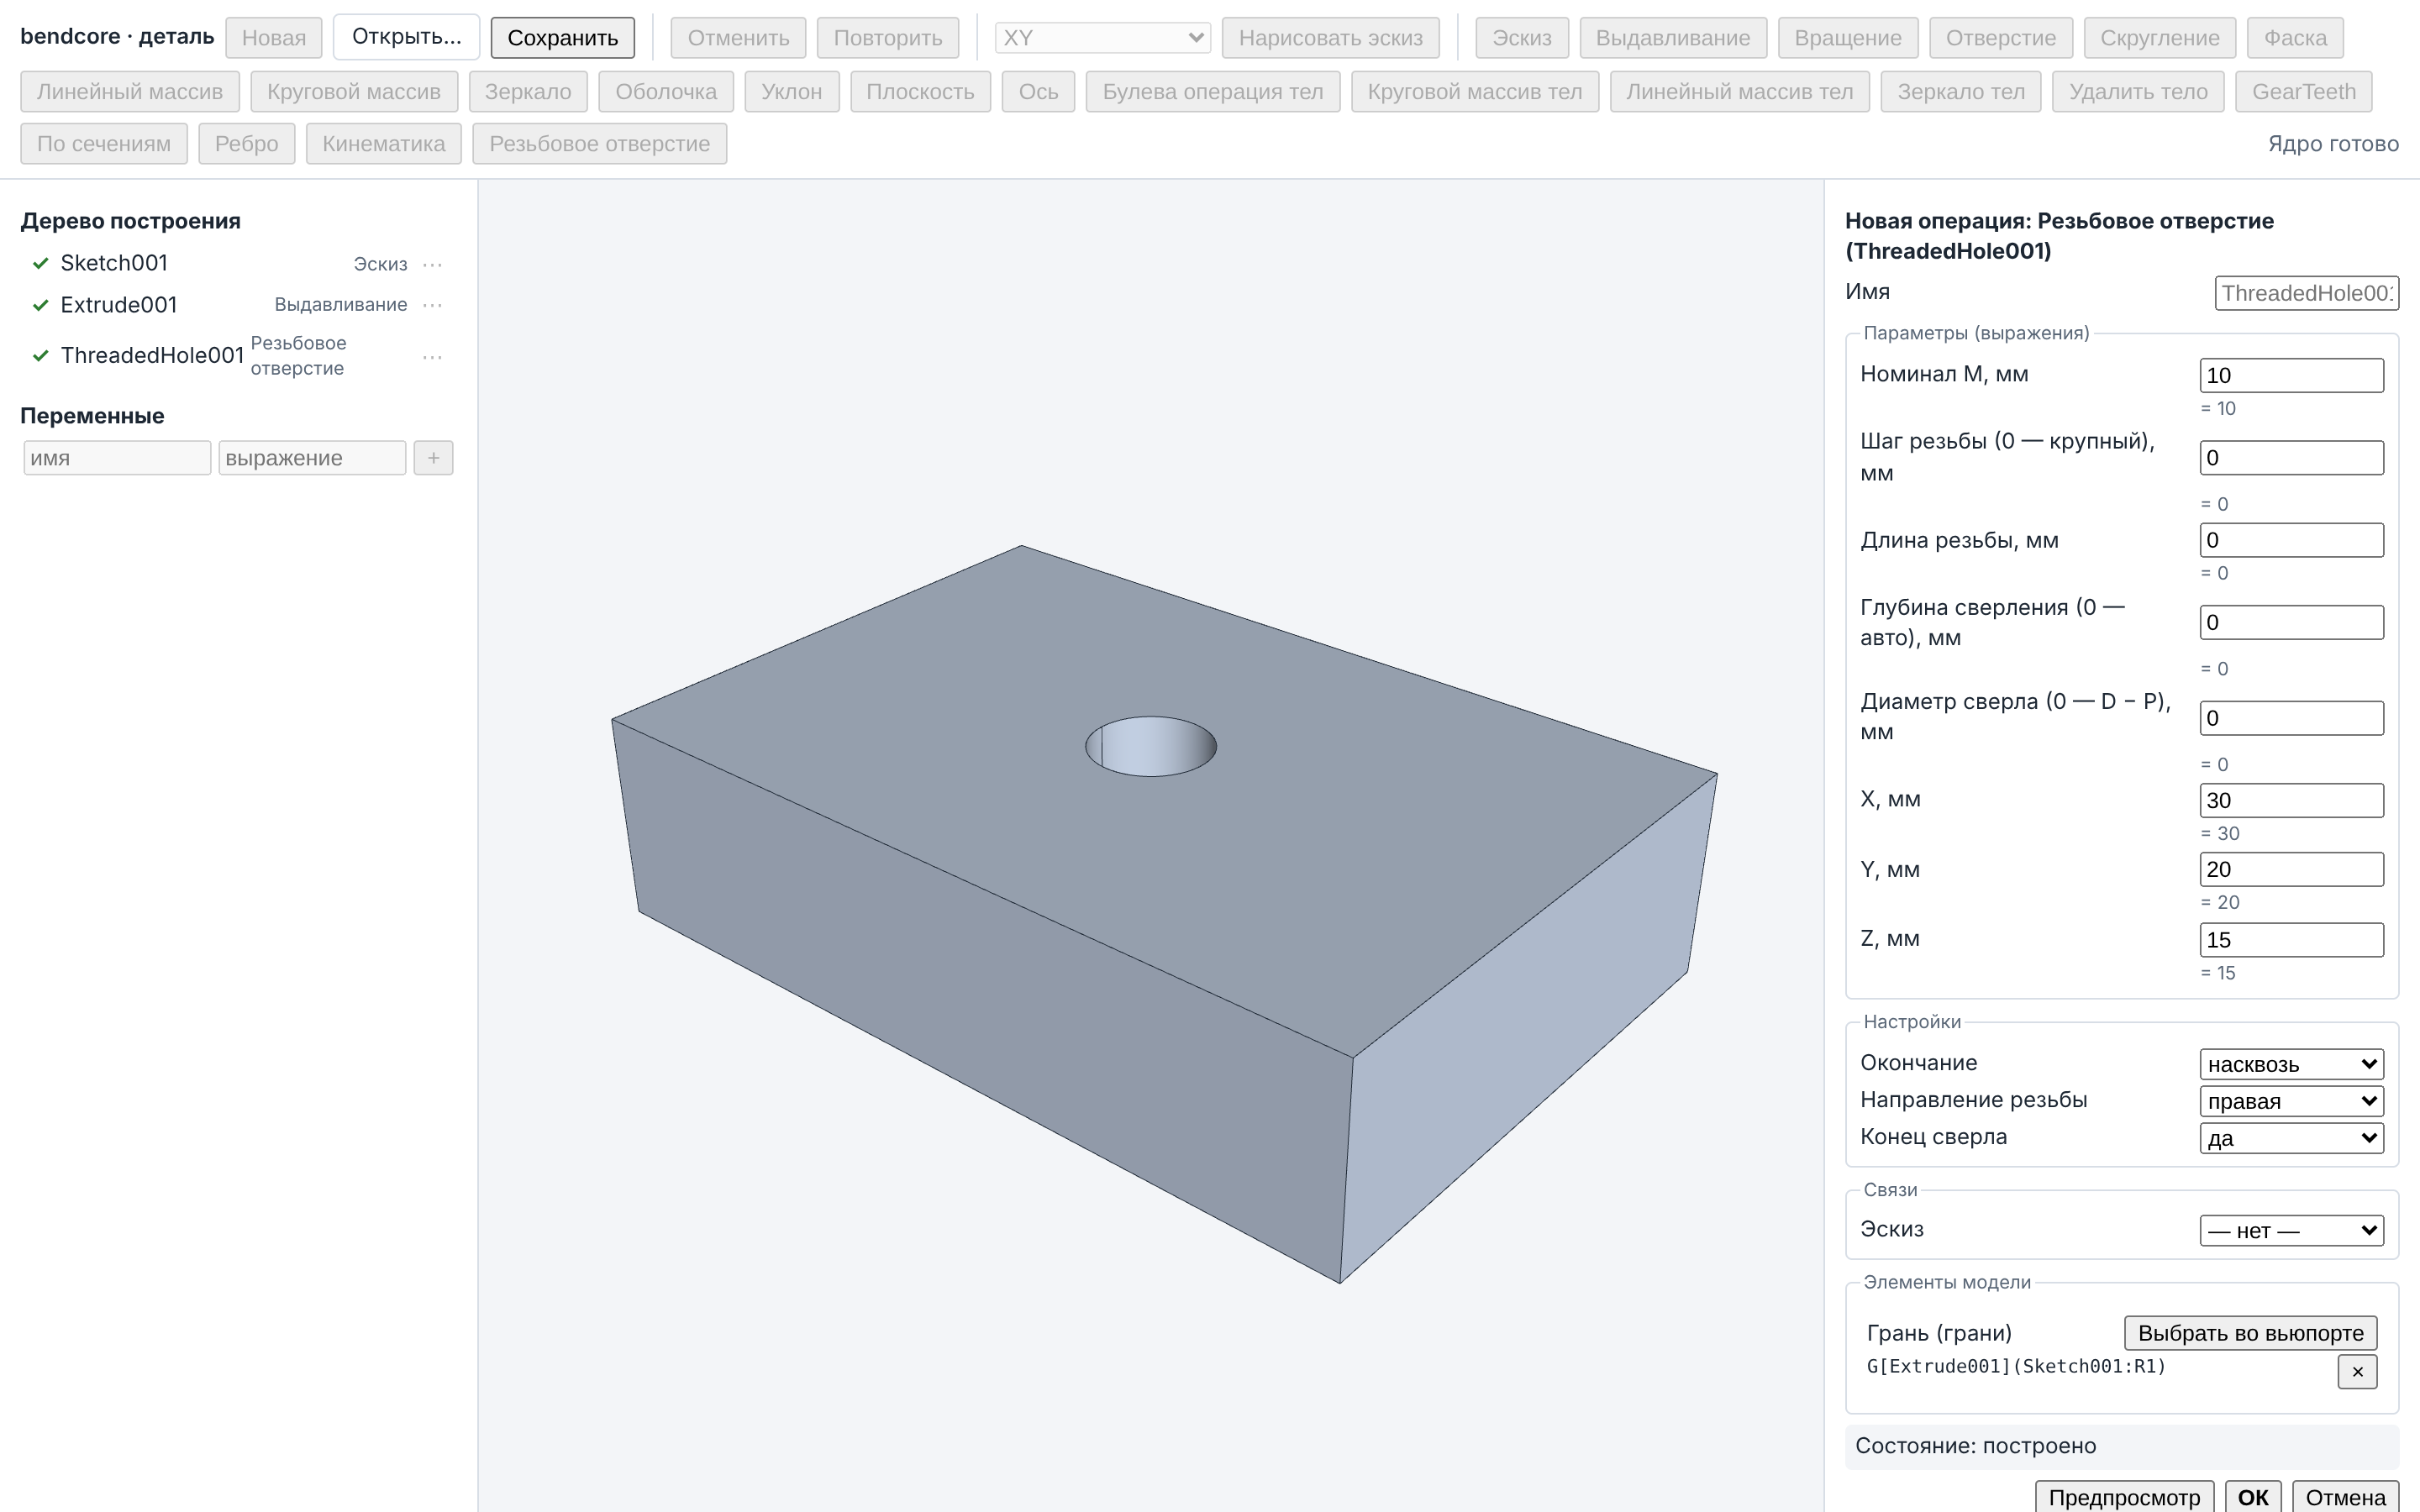 bendcore · деталь Новая Открыть... Сохранить Отменить Повторить XY Нарисовать эскиз Эскиз Выдавливание Вращение Отверстие Скругление Фаска
Линейный массив Круговой массив Зеркало Оболочка Уклон Плоскость Ось Булева операция тел Круговой массив тел Линейный массив тел Зеркало тел Удалить тело GearTeeth
По сечениям Ребро Кинематика Резьбовое отверстие Ядро готово
Дерево построения
Sketch001 Эскиз ...
Extrude001 Выдавливание ...
ThreadedHole001 Резьбовое отверстие ...
Переменные
имя выражение +
Новая операция: Резьбовое отверстие
(ThreadedHole001)
Имя ThreadedHole001
Параметры (выражения)
Номинал M, мм 10
= 10
Шаг резьбы (0 — крупный),
мм 0
= 0
Длина резьбы, мм 0
= 0
Глубина сверления (0 —
авто), мм 0
= 0
Диаметр сверла (0 — D − P),
мм 0
= 0
X, мм 30
= 30
Y, мм 20
= 20
Z, мм 15
= 15
Настройки
Окончание насквозь
Направление резьбы правая
Конец сверла да
Связи
Эскиз — нет —
Элементы модели
Грань (грани) Выбрать во вьюпорте
G[Extrude001](Sketch001:R1) ×
Состояние: построено
Предпросмотр ОК Отмена